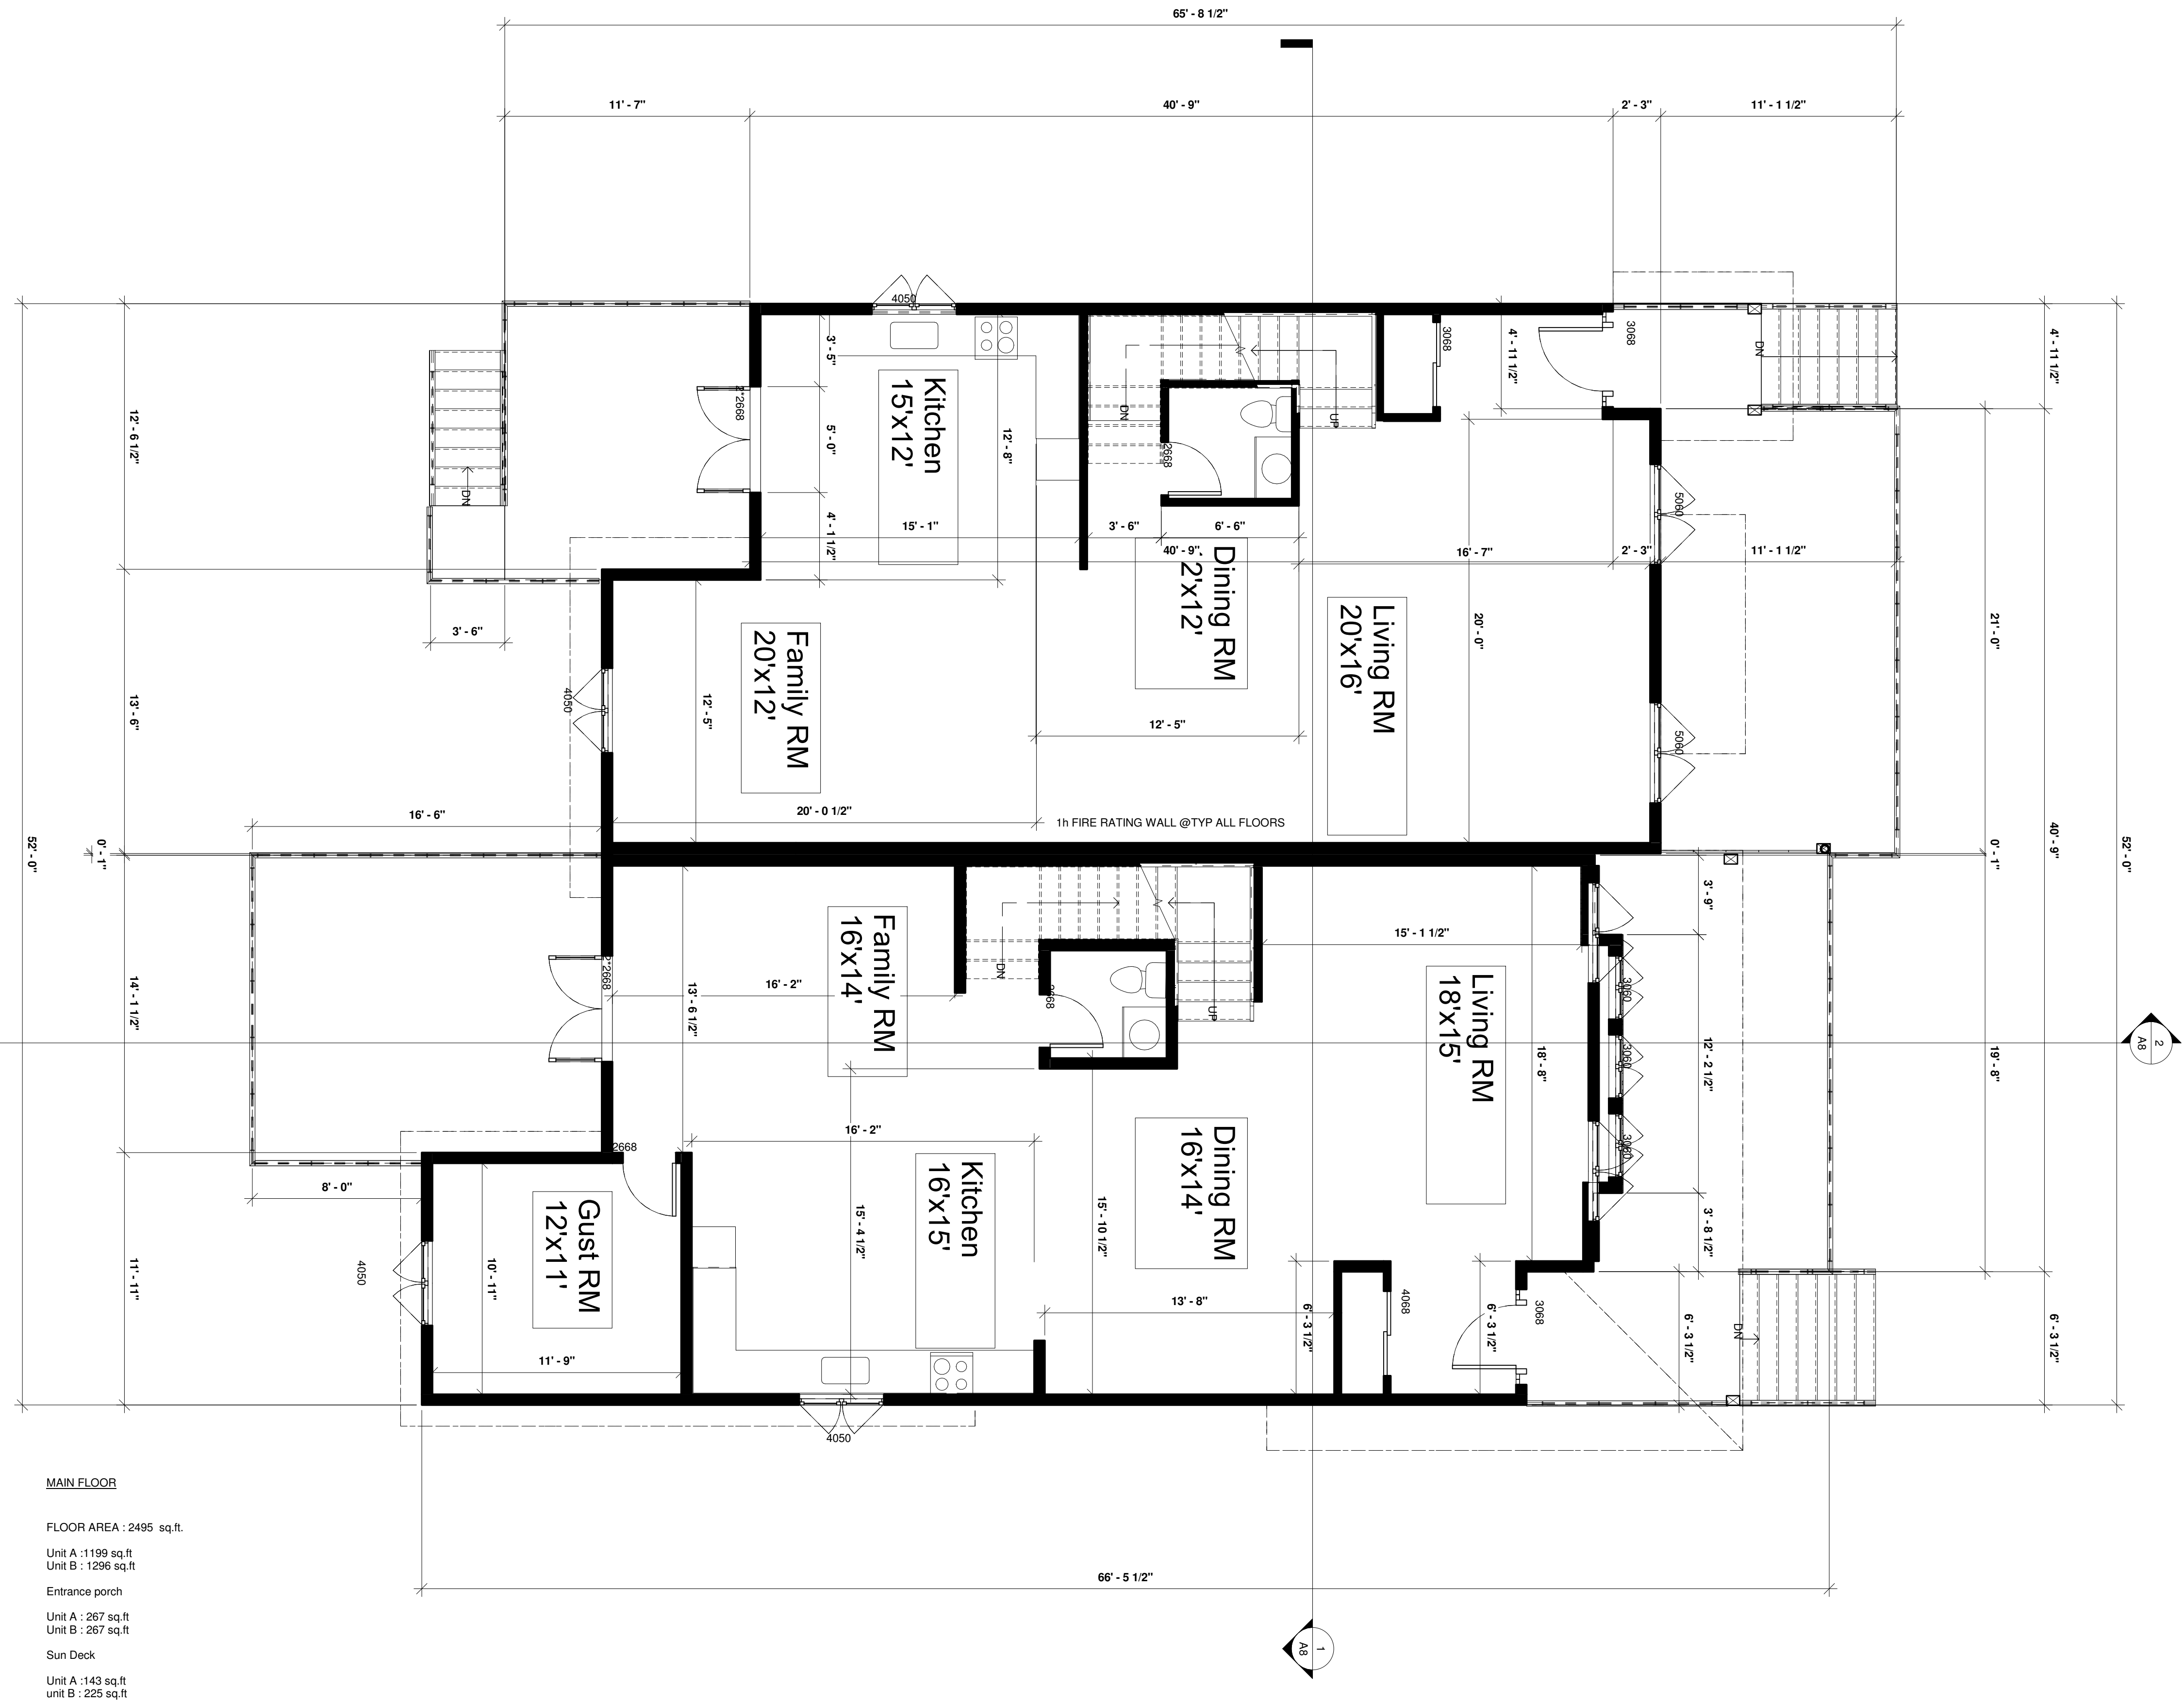 65' - 8 1/2"
11' - 7"
40' - 9"
2' - 3"
11' - 1 1/2"
4050
3068
3068
4' - 11 1/2"
4' - 11 1/2"
DN
3' - 5"
2*2668
Kitchen
15'x12'
12' - 8"
5' - 0"
12' - 6 1/2"
DN
UP
2668
DN
5060
15' - 1"
4' - 1 1/2"
3' - 6"
6' - 6"
40' - 9"
16' - 7"
2' - 3"
11' - 1 1/2"
Dining RM
2'x12'
3' - 6"
Family RM
20'x12'
Living RM
20'x16'
20' - 0"
21' - 0"
4050
13' - 6"
12' - 5"
12' - 5"
5060
16' - 6"
20' - 0 1/2"
1h FIRE RATING WALL @TYP ALL FLOORS
52' - 0"
0' - 1"
0' - 1"
40' - 9"
52' - 0"
3' - 9"
Family RM
16'x14'
15' - 1 1/2"
2*2668
16' - 2"
13' - 6 1/2"
14' - 1 1/2"
DN
2668
UP
Living RM
18'x15'
3060
18' - 8"
3060
12' - 2 1/2"
19' - 8"
2
A8
16' - 2"
2668
3060
8' - 0"
Gust RM
12'x11'
Kitchen
16'x15'
15' - 4 1/2"
15' - 10 1/2"
Dining RM
16'x14'
3' - 8 1/2"
4050
10' - 11"
11' - 11"
13' - 8"
6' - 3 1/2"
4068
6' - 3 1/2"
3068
6' - 3 1/2"
DN
6' - 3 1/2"
11' - 9"
4050
MAIN FLOOR
FLOOR AREA : 2495 sq.ft.
Unit A :1199 sq.ft
Unit B : 1296 sq.ft
Entrance porch
Unit A : 267 sq.ft
Unit B : 267 sq.ft
Sun Deck
Unit A :143 sq.ft
unit B : 225 sq.ft
66' - 5 1/2"
1
A8